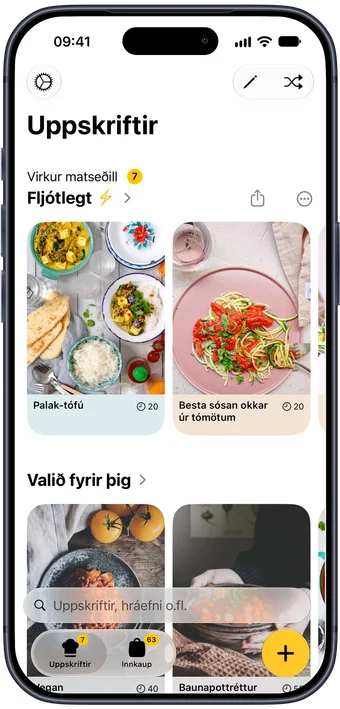 09:41
Uppskriftir
Virkur matseðill 7
Fljótlegt ⚡ >
Palak-tófú 20
Besta sósan okkar 20
úr tómötum
Valið fyrir þig >
Uppskriftir, hráefni o.fl.
7 63
Uppskriftir Innkaup
Vegan 40
Baunapottréttur